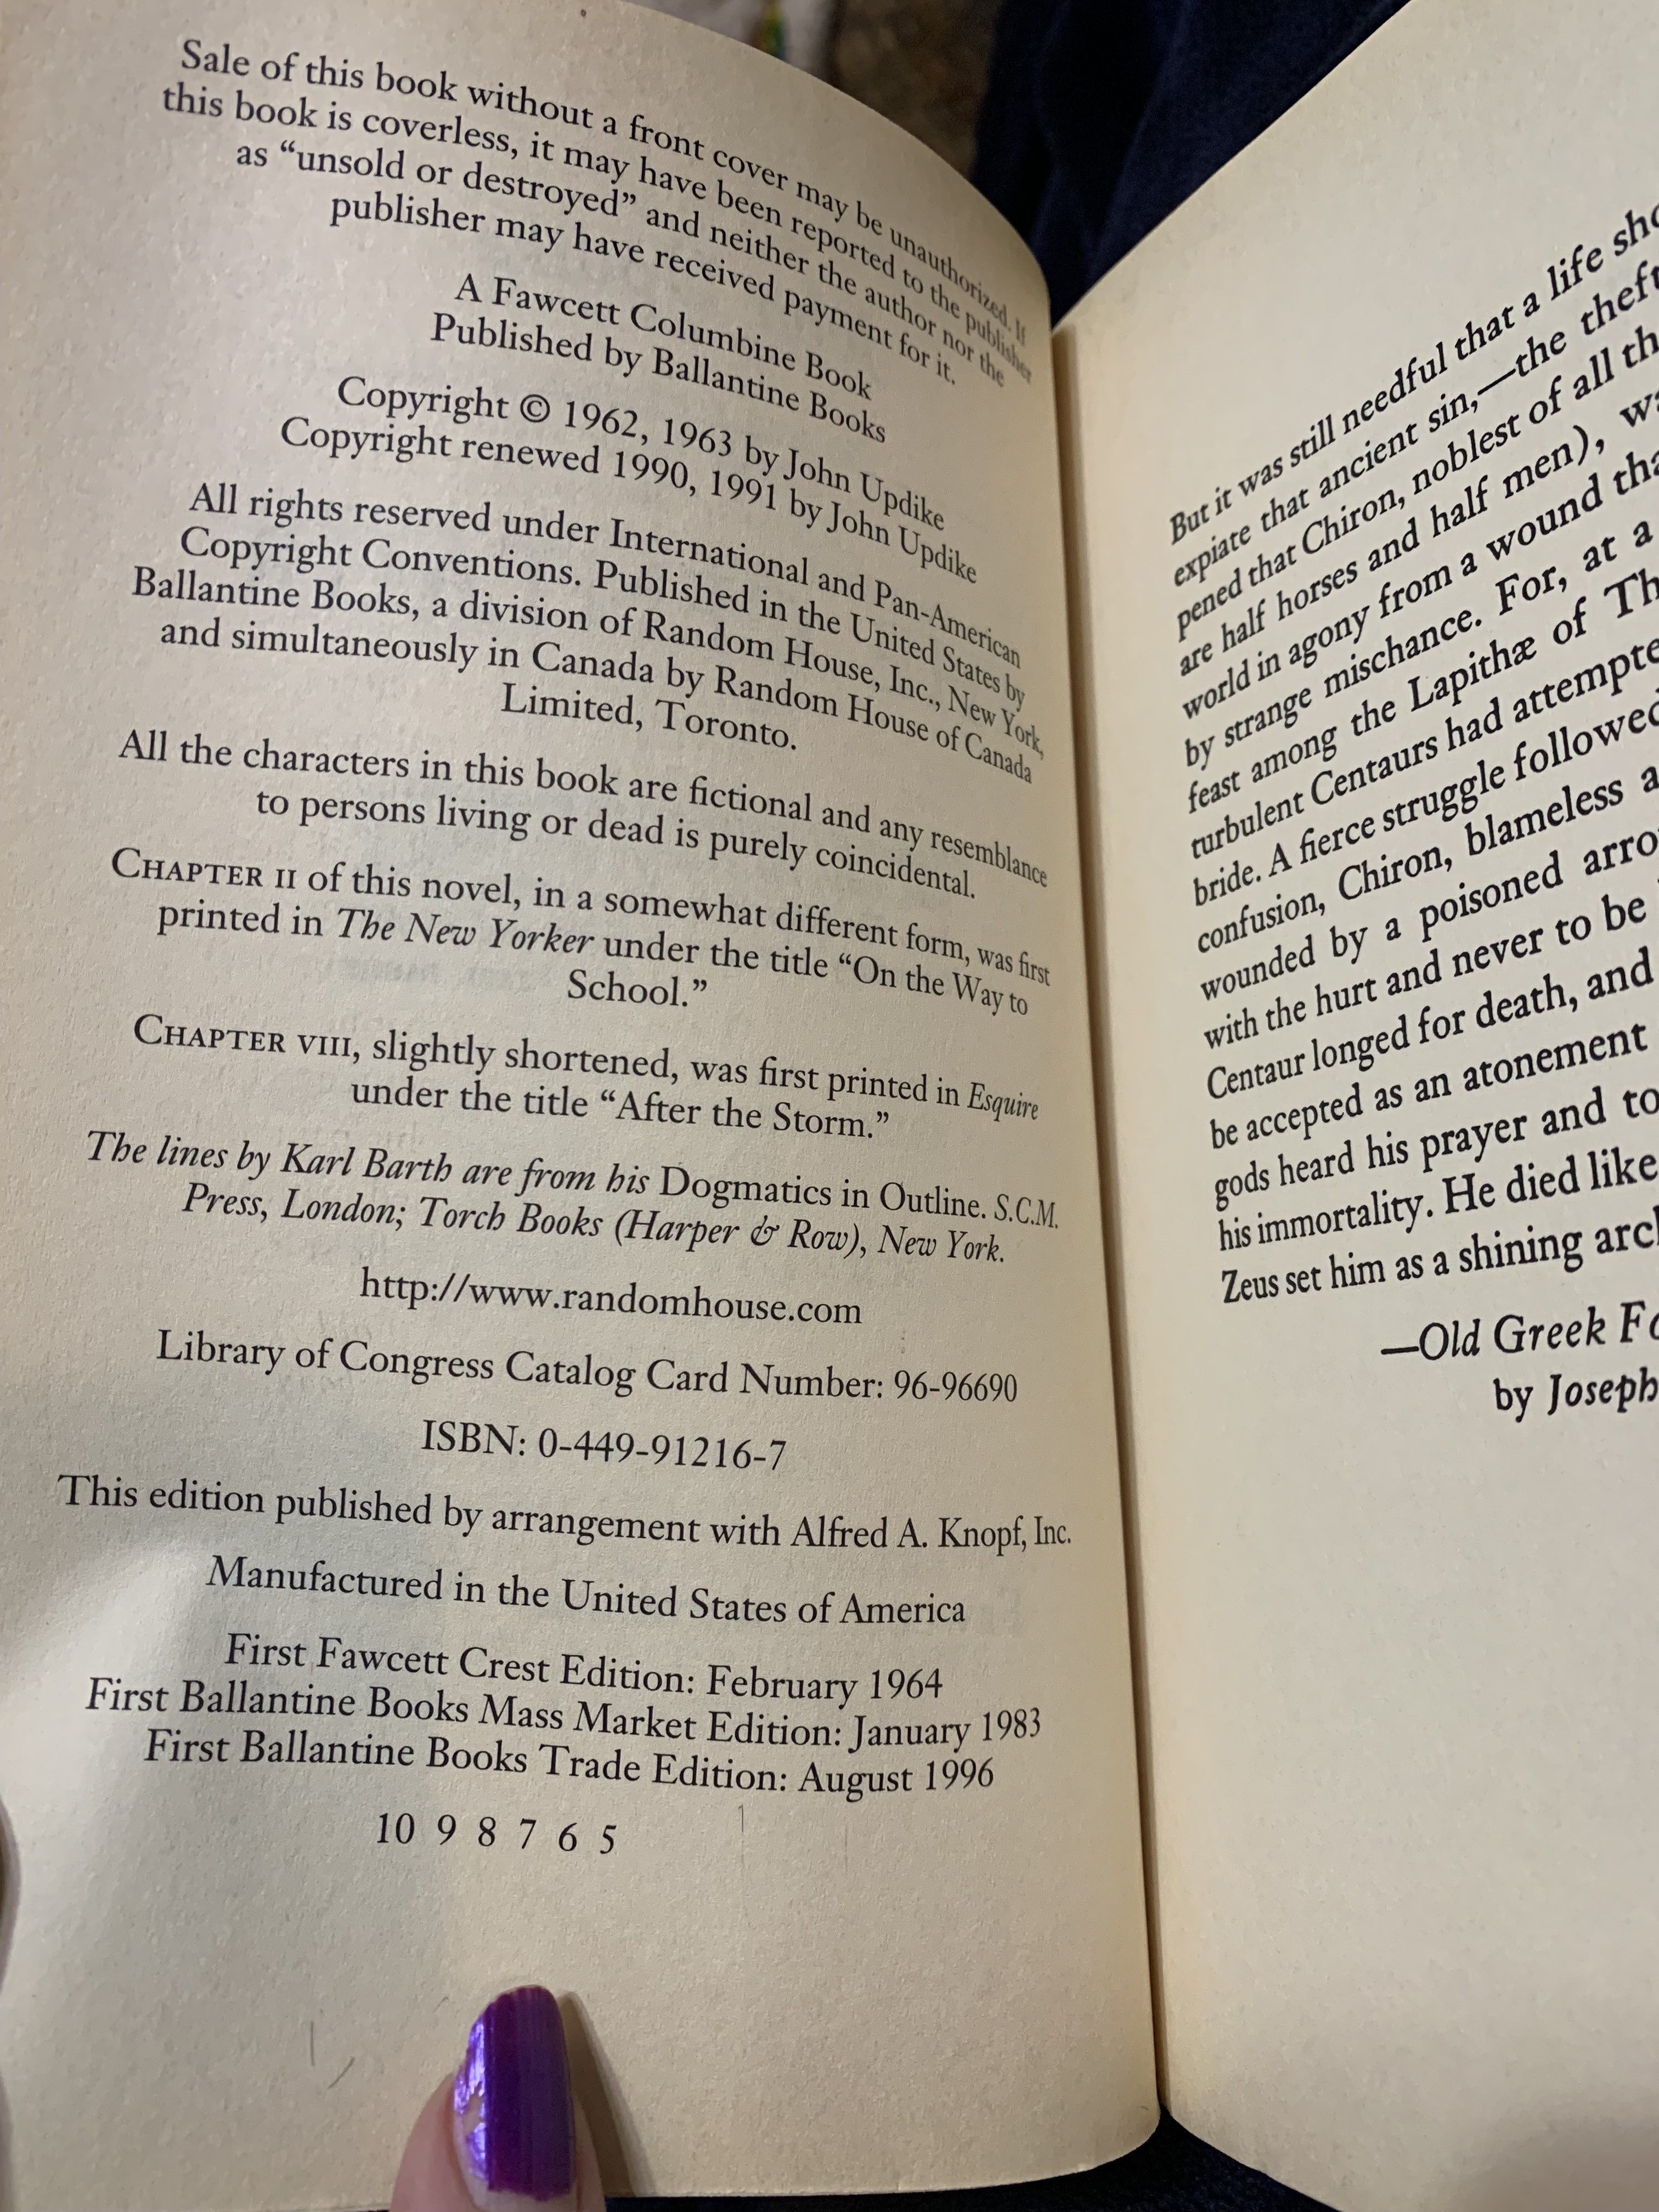 Sale of this book without a front cover may be unauthorized. If
this book is coverless, it may have been reported to the publisher
as “unsold or destroyed” and neither the author nor the
publisher may have received payment for it.
A Fawcett Columbine Book
Published by Ballantine Books
Copyright © 1962, 1963 by John Updike
Copyright renewed 1990, 1991 by John Updike
All rights reserved under International and Pan-American
Copyright Conventions. Published in the United States by
Ballantine Books, a division of Random House, Inc., New York,
and simultaneously in Canada by Random House of Canada
Limited, Toronto.
All the characters in this book are fictional and any resemblance
to persons living or dead is purely coincidental.
CHAPTER II of this novel, in a somewhat different form, was first
printed in The New Yorker under the title “On the Way to
School.”
CHAPTER VIII, slightly shortened, was first printed in Esquire
under the title “After the Storm.”
The lines by Karl Barth are from his Dogmatics in Outline. S.C.M.
Press, London; Torch Books (Harper & Row), New York.
http://www.randomhouse.com
Library of Congress Catalog Card Number: 96-96690
ISBN: 0-449-91216-7
This edition published by arrangement with Alfred A. Knopf, Inc.
Manufactured in the United States of America
First Fawcett Crest Edition: February 1964
First Ballantine Books Mass Market Edition: January 1983
First Ballantine Books Trade Edition: August 1996
10 9 8 7 6 5
But it was still needful that a life
expiate that ancient sin,—the theft
pened that Chiron, noblest of all
are half horses and half men),
world in agony from a wound
by strange mischance. For, at a
feast among the Lapithæ of
turbulent Centaurs had
bride. A fierce struggle followed
confusion, Chiron, blameless
wounded by a poisoned
with the hurt and never to be
Centaur longed for death, and
be accepted as an atonement
gods heard his prayer and
his immortality. He died like
Zeus set him as a shining
—Old Greek
by Joseph